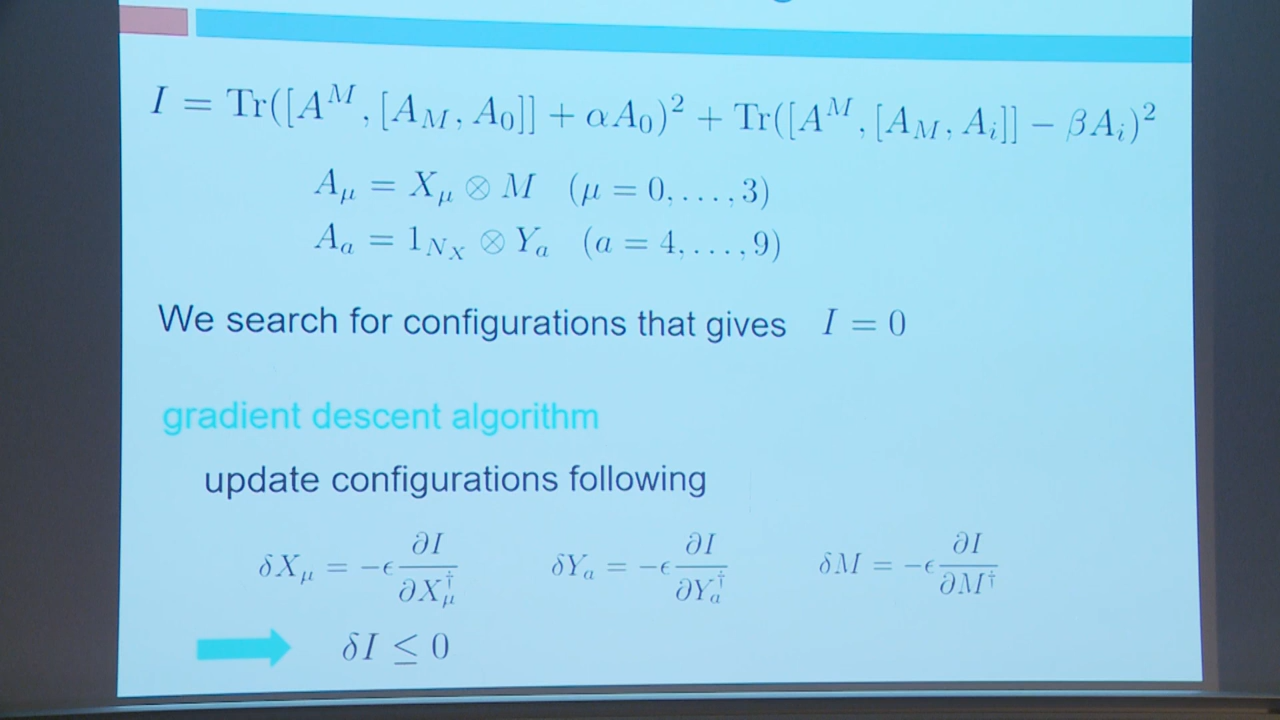 I = Tr([A^M, [A_M, A_0]] + αA_0)^2 + Tr([A^M, [A_M, A_i]] − βA_i)^2
A_μ = X_μ ⊗ M (μ = 0, . . . , 3)
A_a = 1_{N_X} ⊗ Y_a (a = 4, . . . , 9)
We search for configurations that gives I = 0
gradient descent algorithm
update configurations following
δX_μ = −ϵ ∂I/∂X_μ^† δY_a = −ϵ ∂I/∂Y_a^† δM = −ϵ ∂I/∂M^†
δI ≤ 0